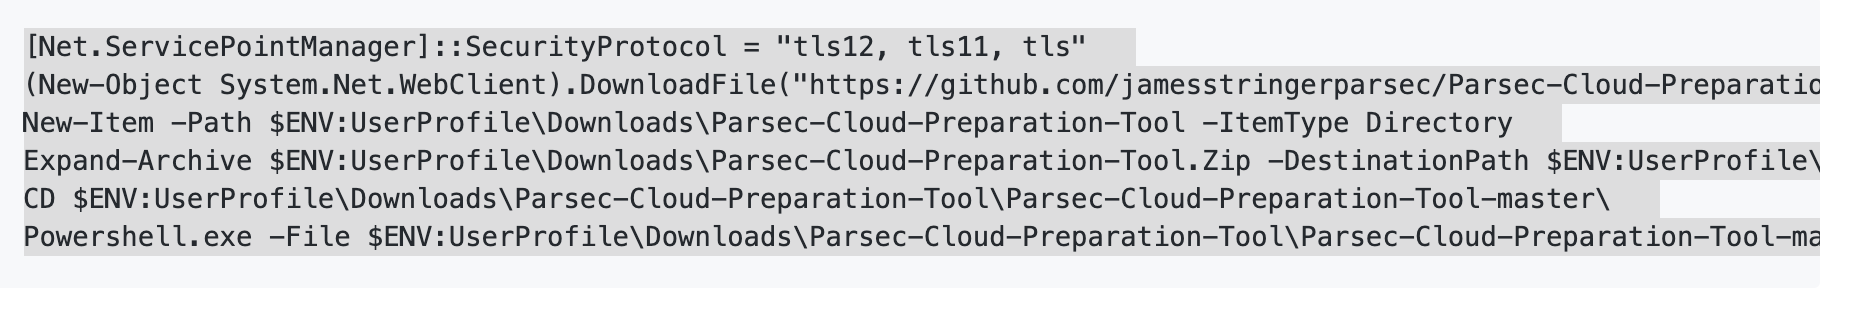 [Net.ServicePointManager]::SecurityProtocol = "tls12, tls11, tls"
(New-Object System.Net.WebClient).DownloadFile("https://github.com/jamesstringerparsec/Parsec-Cloud-Preparatio
New-Item -Path $ENV:UserProfile\Downloads\Parsec-Cloud-Preparation-Tool -ItemType Directory
Expand-Archive $ENV:UserProfile\Downloads\Parsec-Cloud-Preparation-Tool.Zip -DestinationPath $ENV:UserProfile\
CD $ENV:UserProfile\Downloads\Parsec-Cloud-Preparation-Tool\Parsec-Cloud-Preparation-Tool-master\
Powershell.exe -File $ENV:UserProfile\Downloads\Parsec-Cloud-Preparation-Tool\Parsec-Cloud-Preparation-Tool-ma